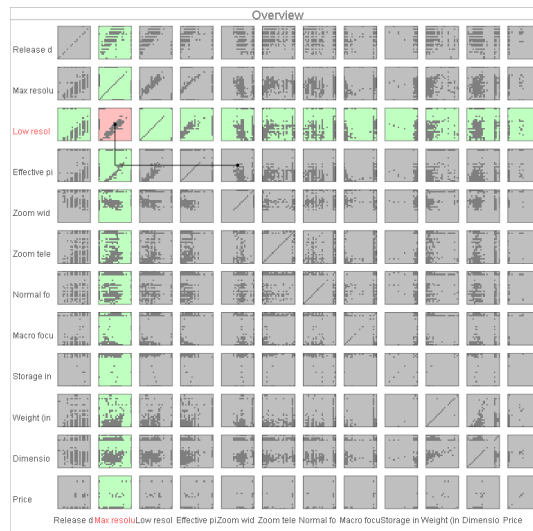 Overview
Release d
Max resolu
Low resol
Effective pi
Zoom wid
Zoom tele
Normal fo
Macro focu
Storage in
Weight (in
Dimensio
Price
Release d Max resolu Low resol Effective pi Zoom wid Zoom tele Normal fo Macro focu Storage in Weight (in Dimensio Price